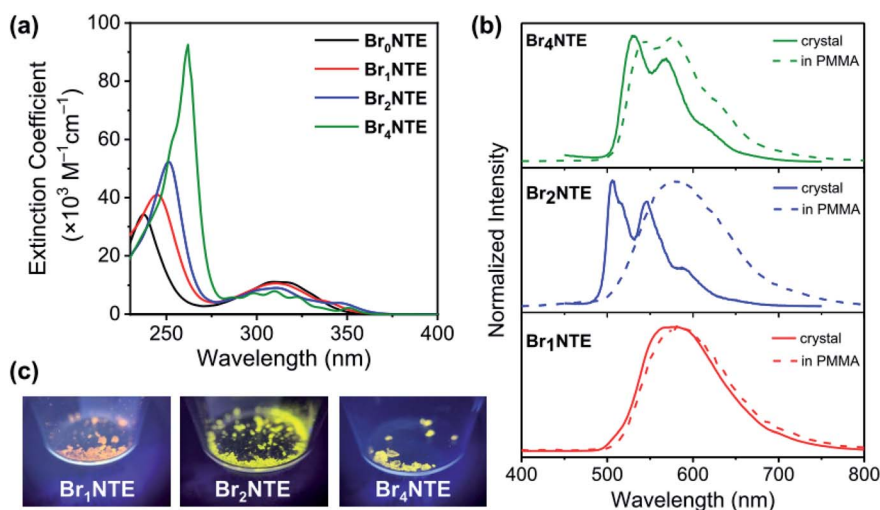 (a)
Br₀NTE
Br₁NTE
Br₂NTE
Br₄NTE
Extinction Coefficient
(×10³ M⁻¹cm⁻¹)
100
80
60
40
20
0
250
300
350
400
Wavelength (nm)
(b)
Normalized Intensity
Br₄NTE
crystal
in PMMA
Br₂NTE
crystal
in PMMA
Br₁NTE
crystal
in PMMA
400
500
600
700
800
Wavelength (nm)
(c)
Br₁NTE
Br₂NTE
Br₄NTE